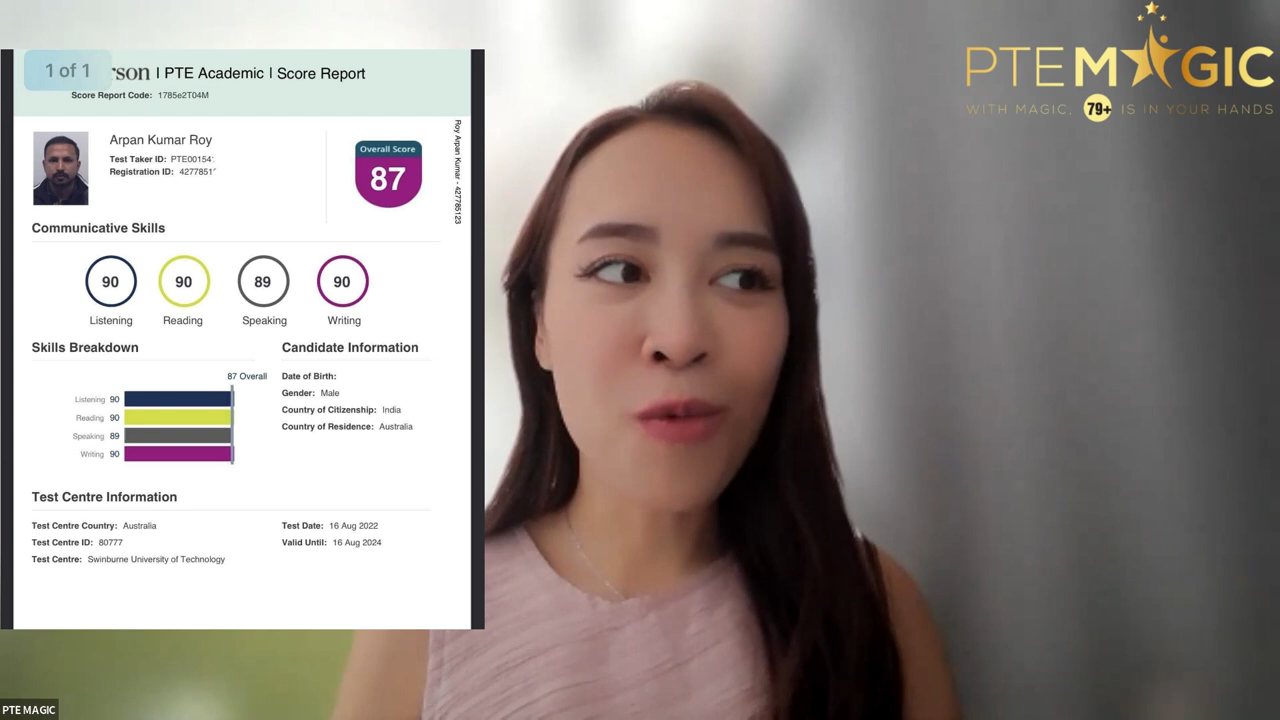 1 of 1
rson | PTE Academic | Score Report
Score Report Code: 1785e2T04M
Arpan Kumar Roy
Test Taker ID: PTE00154
Registration ID: 4277851
Overall Score
87
Roy Arpan Kumar - 427785123
Communicative Skills
90 90 89 90
Listening Reading Speaking Writing
Skills Breakdown
87 Overall
Listening 90
Reading 90
Speaking 89
Writing 90
Candidate Information
Date of Birth:
Gender: Male
Country of Citizenship: India
Country of Residence: Australia
Test Centre Information
Test Centre Country: Australia
Test Centre ID: 80777
Test Centre: Swinburne University of Technology
Test Date: 16 Aug 2022
Valid Until: 16 Aug 2024
PTE MAGIC
WITH MAGIC, 79+ IS IN YOUR HANDS
PTE MAGIC